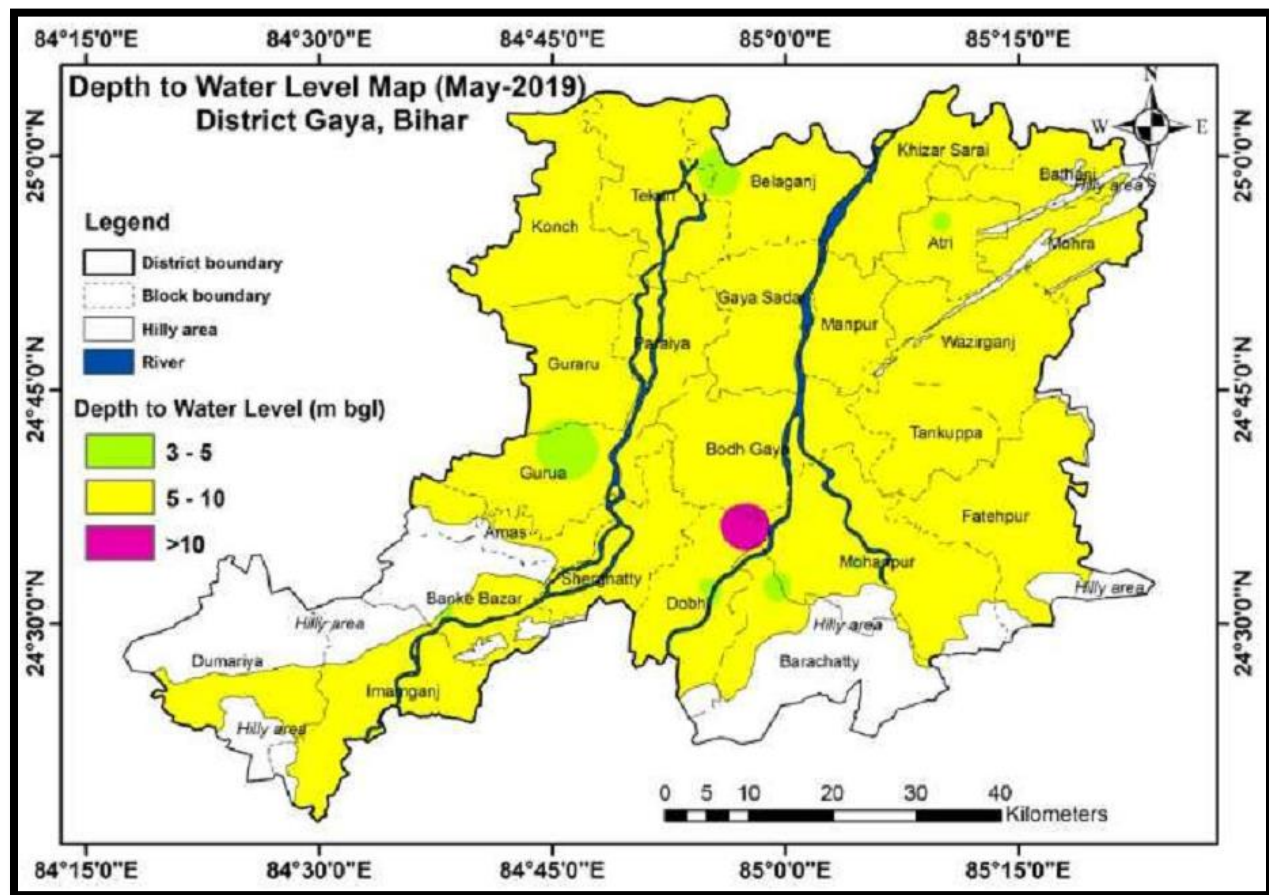 84°15'0"E 84°30'0"E 84°45'0"E 85°0'0"E 85°15'0"E
Depth to Water Level Map (May-2019)
District Gaya, Bihar
N
W E
S
25°0'0"N 25°0'0"N
Khizar Sarai
Bathani
Hilly area
Belaganj
Tekari
Konch
Atri
Mohra
Legend
District boundary
Block boundary
Hilly area
River
Gaya Sadar
Manpur
Wazirganj
Paraiya
Guraru
24°45'0"N 24°45'0"N
Depth to Water Level (m bgl)
3 - 5
5 - 10
>10
Tankuppa
Bodh Gaya
Gurua
Fatehpur
Amas
Mohanpur
Sherghatty
Hilly area
Banke Bazar
Dobhi
24°30'0"N 24°30'0"N
Hilly area
Hilly area
Dumariya
Barachatty
Imamganj
Hilly area
0 5 10 20 30 40
Kilometers
84°15'0"E 84°30'0"E 84°45'0"E 85°0'0"E 85°15'0"E